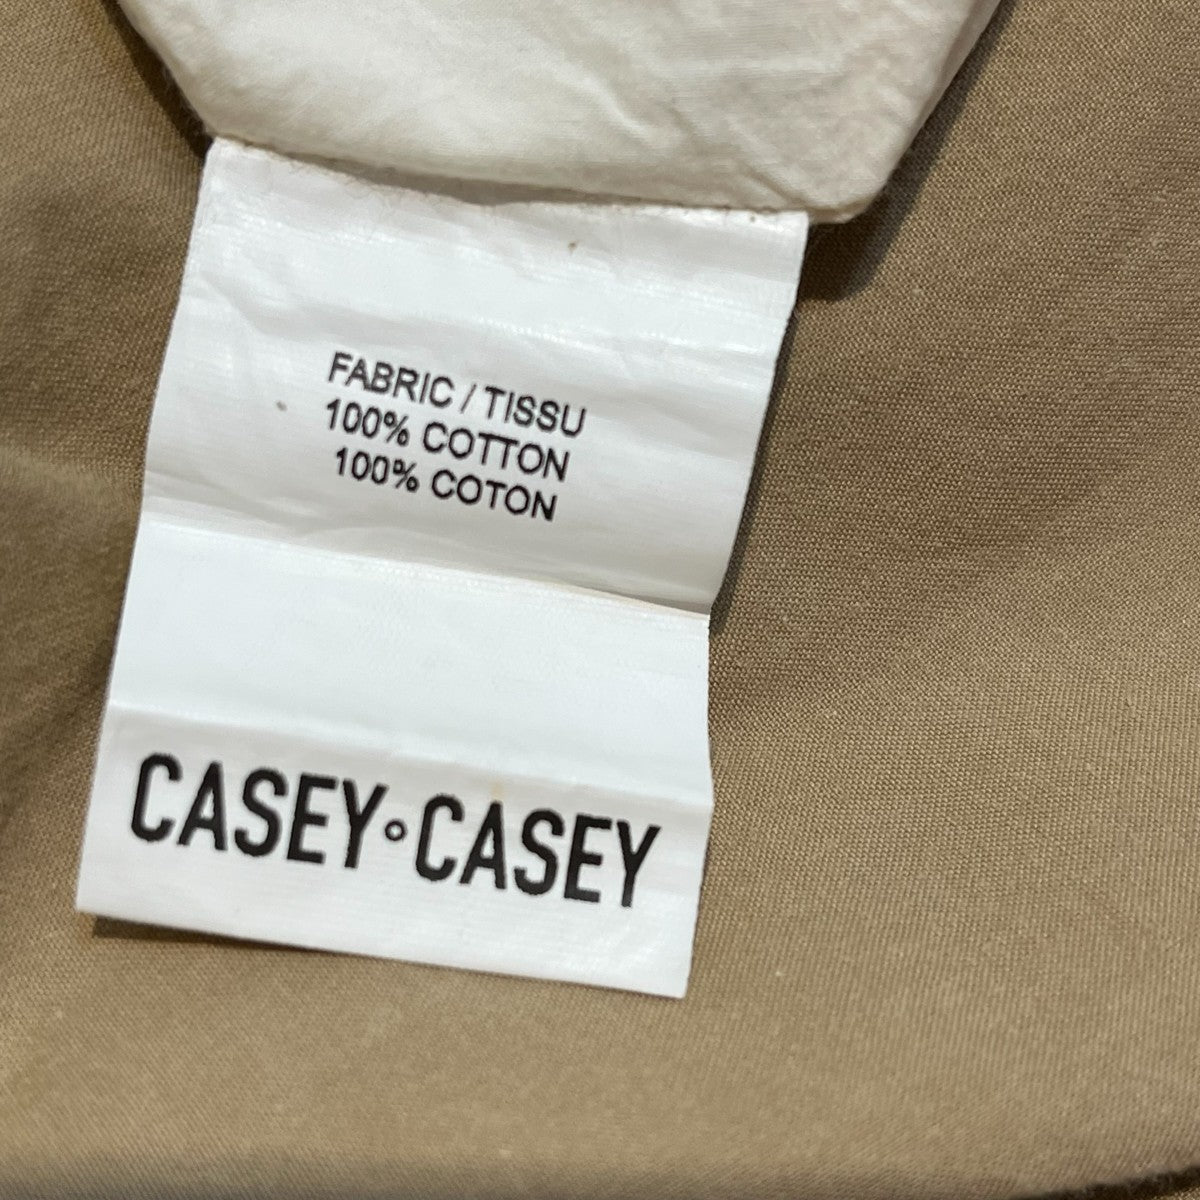 FABRIC / TISSU
100% COTTON
100% COTON
CASEY°CASEY